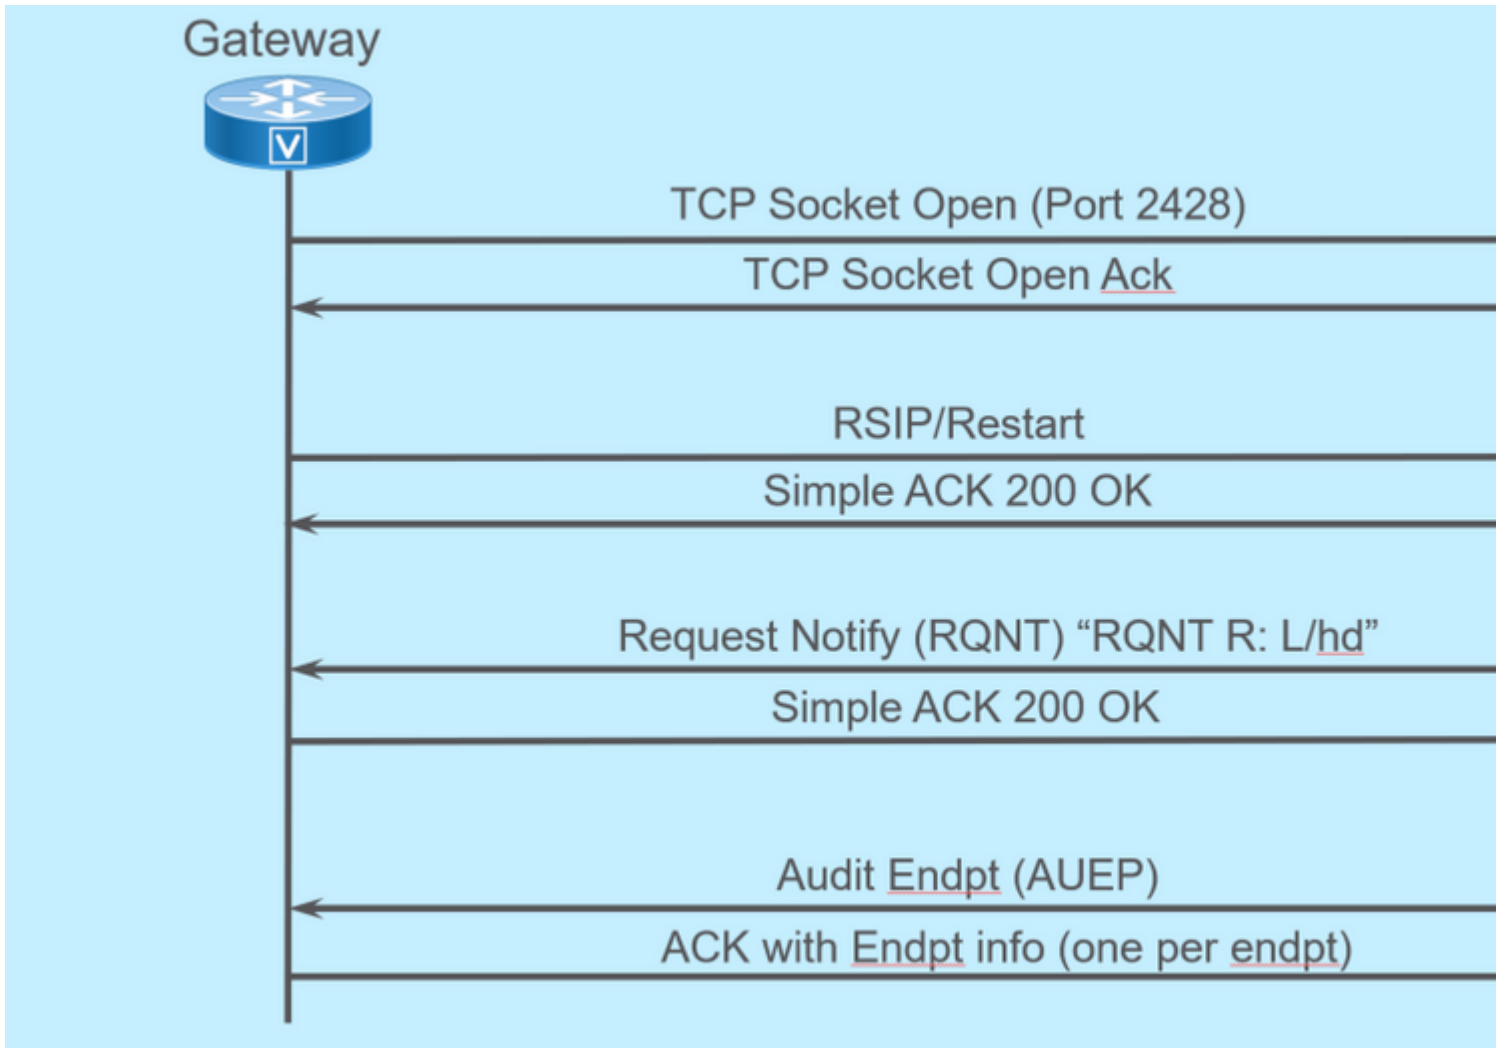 Gateway
V
TCP Socket Open (Port 2428)
TCP Socket Open Ack
RSIP/Restart
Simple ACK 200 OK
Request Notify (RQNT) “RQNT R: L/hd”
Simple ACK 200 OK
Audit Endpt (AUEP)
ACK with Endpt info (one per endpt)